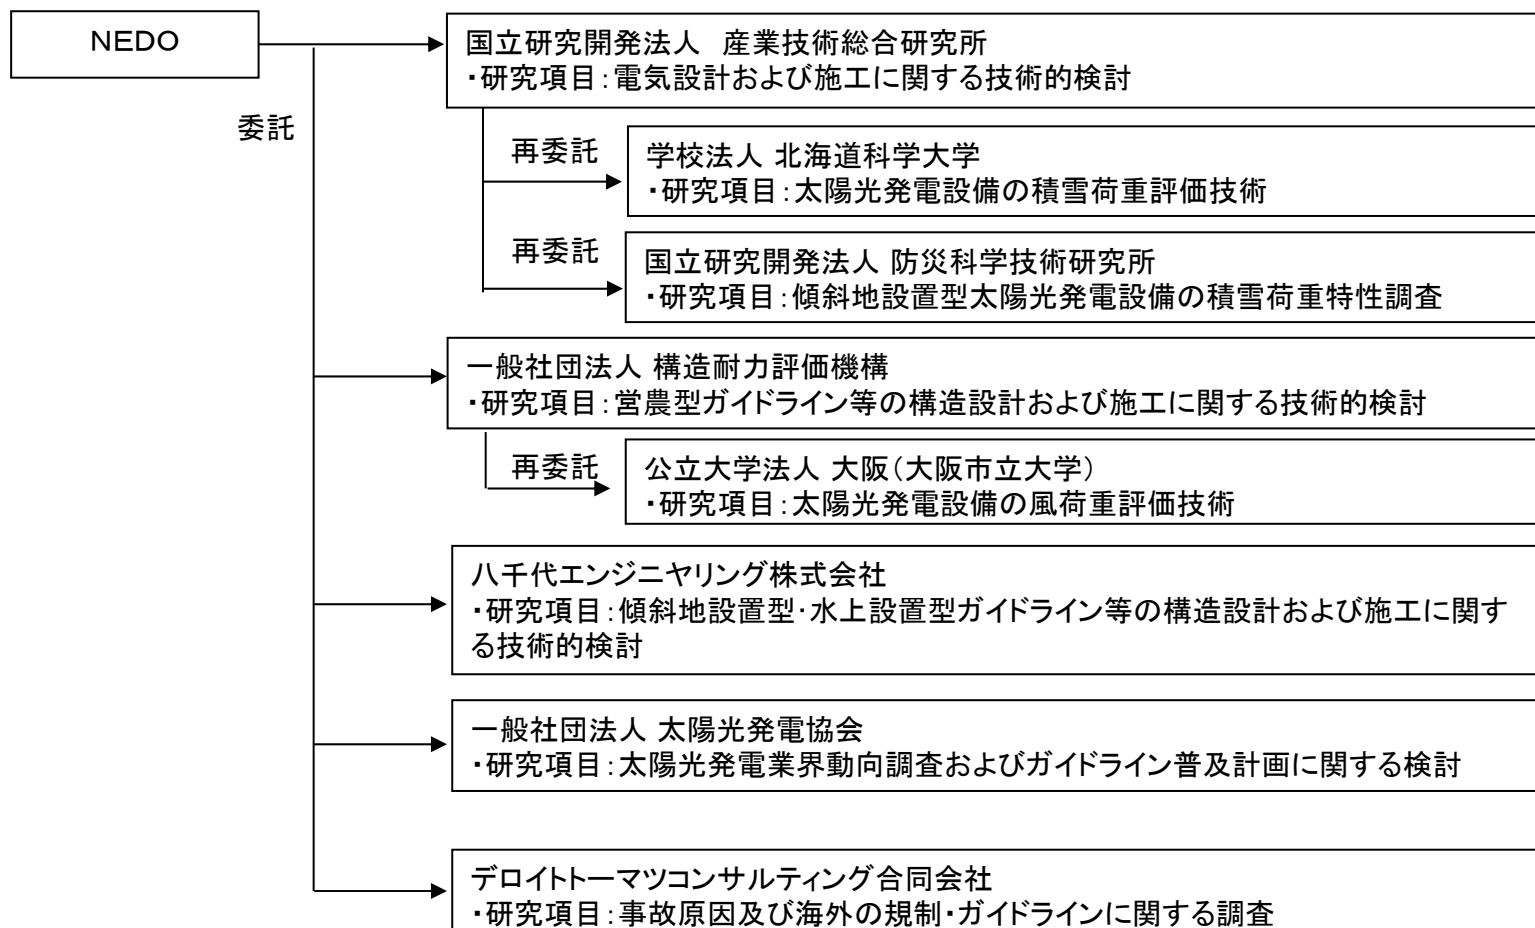 NEDO
委託
国立研究開発法人　産業技術総合研究所
・研究項目：電気設計および施工に関する技術的検討
再委託
学校法人 北海道科学大学
・研究項目：太陽光発電設備の積雪荷重評価技術
再委託
国立研究開発法人 防災科学技術研究所
・研究項目：傾斜地設置型太陽光発電設備の積雪荷重特性調査
一般社団法人 構造耐力評価機構
・研究項目：営農型ガイドライン等の構造設計および施工に関する技術的検討
再委託
公立大学法人 大阪（大阪市立大学）
・研究項目：太陽光発電設備の風荷重評価技術
八千代エンジニヤリング株式会社
・研究項目：傾斜地設置型・水上設置型ガイドライン等の構造設計および施工に関す
る技術的検討
一般社団法人 太陽光発電協会
・研究項目：太陽光発電業界動向調査およびガイドライン普及計画に関する検討
デロイトトーマツコンサルティング合同会社
・研究項目：事故原因及び海外の規制・ガイドラインに関する調査